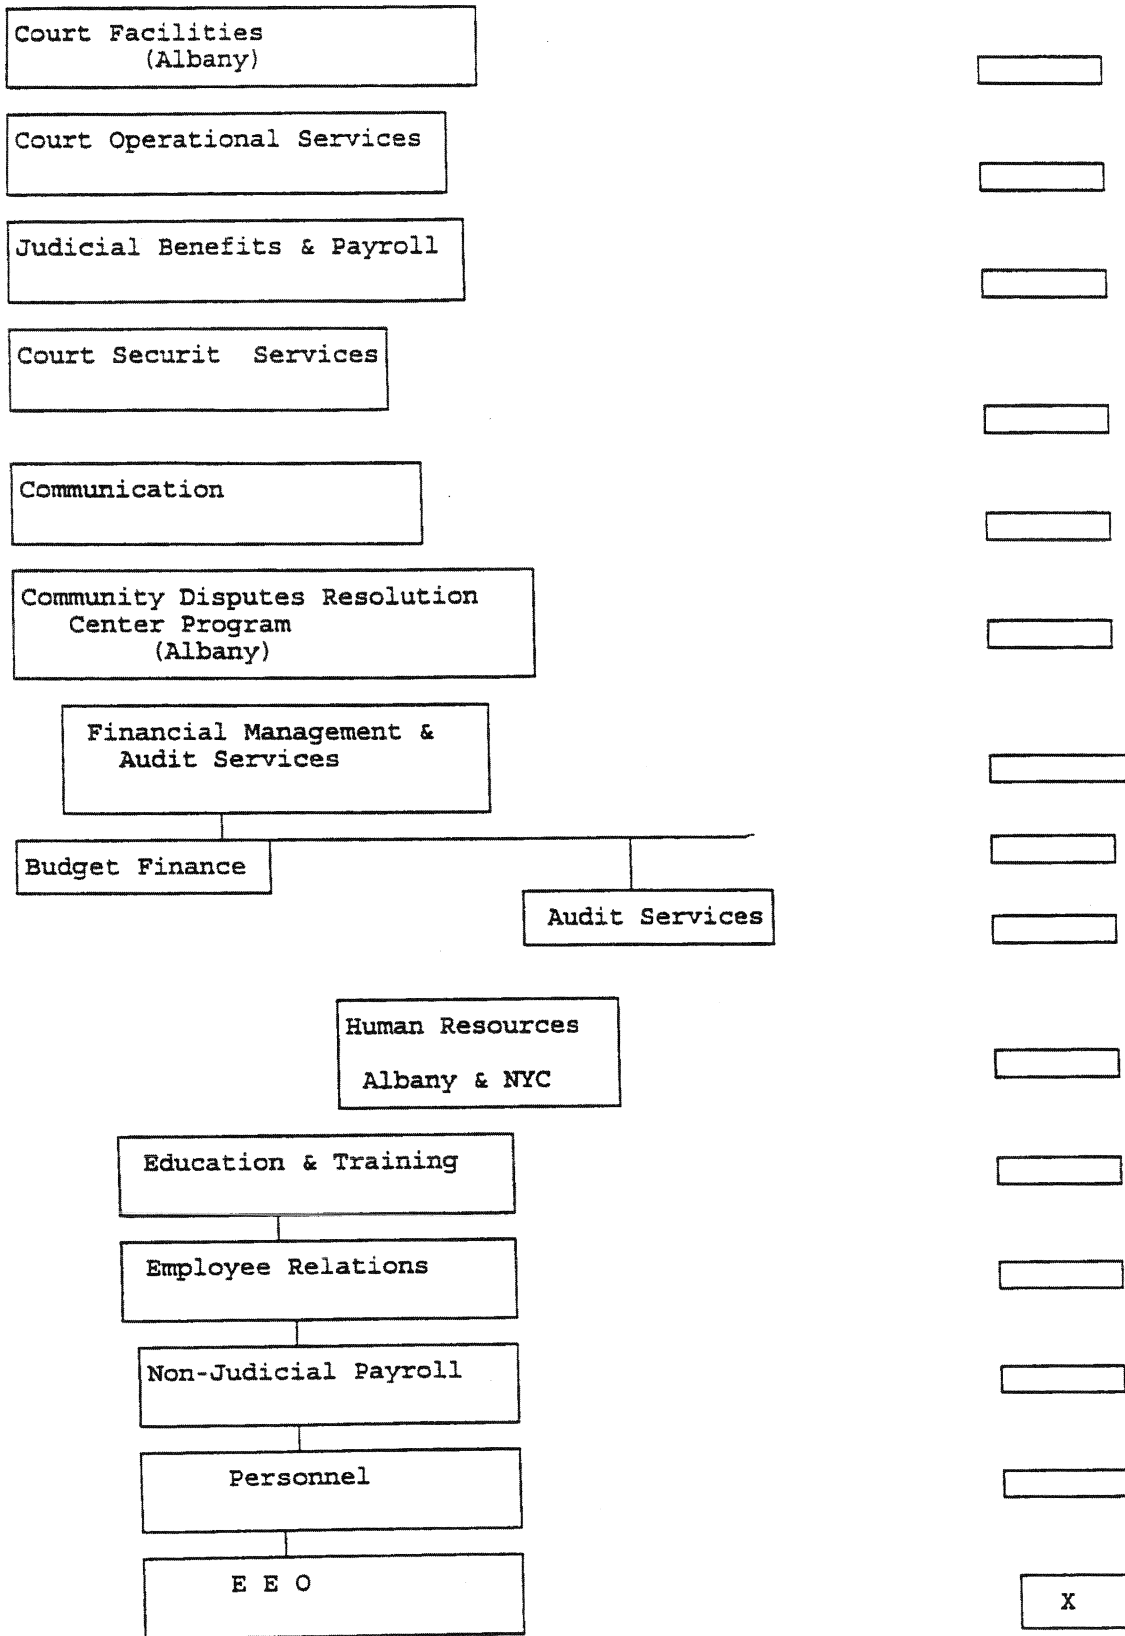 Court Facilities
(Albany)
Court Operational Services
Judicial Benefits & Payroll
Court Securit Services
Communication
Community Disputes Resolution
Center Program
(Albany)
Financial Management &
Audit Services
Budget Finance
Audit Services
Human Resources
Albany & NYC
Education & Training
Employee Relations
Non-Judicial Payroll
Personnel
E E O
X